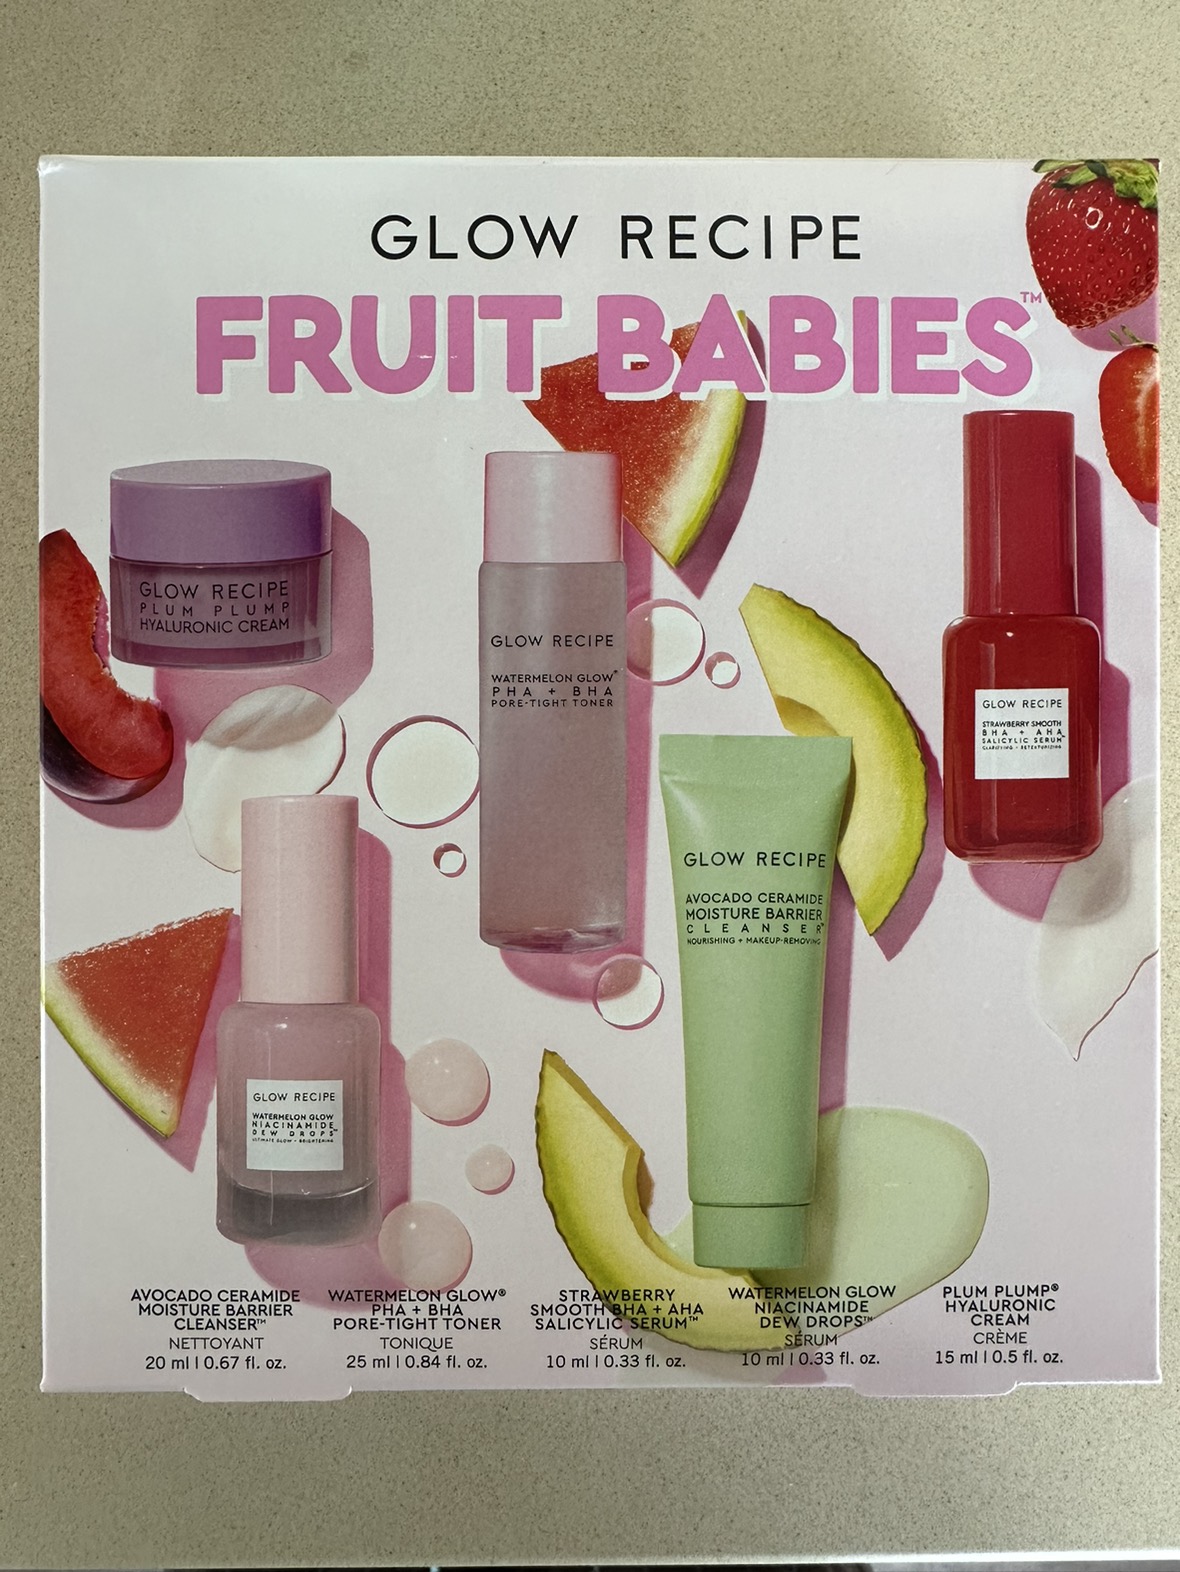 GLOW RECIPE
FRUIT BABIES™
GLOW RECIPE
PLUM PLUMP
HYALURONIC CREAM
GLOW RECIPE
WATERMELON GLOW®
PHA + BHA
PORE-TIGHT TONER
GLOW RECIPE
STRAWBERRY SMOOTH
BHA + AHA
SALICYLIC SERUM™
CLARIFYING + RETEXTURIZING
GLOW RECIPE
AVOCADO CERAMIDE
MOISTURE BARRIER
CLEANSER™
NOURISHING + MAKEUP-REMOVING
GLOW RECIPE
WATERMELON GLOW
NIACINAMIDE
DEW DROPS™
ULTIMATE GLOW + BRIGHTENING
AVOCADO CERAMIDE
MOISTURE BARRIER
CLEANSER™
NETTOYANT
20 ml | 0.67 fl. oz.
WATERMELON GLOW®
PHA + BHA
PORE-TIGHT TONER
TONIQUE
25 ml | 0.84 fl. oz.
STRAWBERRY
SMOOTH BHA + AHA
SALICYLIC SERUM™
SÉRUM
10 ml | 0.33 fl. oz.
WATERMELON GLOW
NIACINAMIDE
DEW DROPS™
SÉRUM
10 ml | 0.33 fl. oz.
PLUM PLUMP®
HYALURONIC
CREAM
CRÈME
15 ml | 0.5 fl. oz.